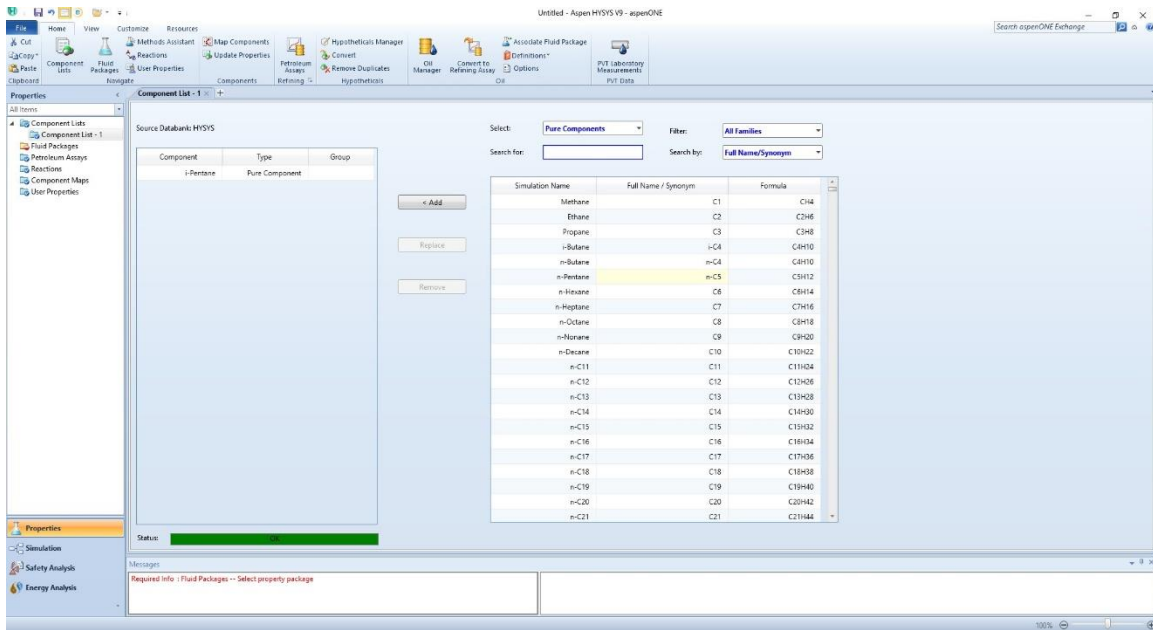 Untitled - Aspen HYSYS V9 - aspenONE
File Home View Customize Resources
Search aspenONE Exchange
Cut
Copy
Paste
Clipboard
Component Lists
Fluid Packages
Methods Assistant
Reactions
User Properties
Navigate
Map Components
Update Properties
Components
Petroleum Assays
Refining
Hypotheticals Manager
Convert
Remove Duplicates
Hypotheticals
Oil Manager
Convert to Refining Assay
Associate Fluid Package
Definitions
Options
Oil
PVT Laboratory Measurements
PVT Data
Properties
All Items
Component Lists
Component List - 1
Fluid Packages
Petroleum Assays
Reactions
Component Maps
User Properties
Properties
Simulation
Safety Analysis
Energy Analysis
Component List - 1 +
Source Databank: HYSYS
Component Type Group
i-Pentane Pure Component
Status: OK
< Add
Replace
Remove
Select: Pure Components Filter: All Families
Search for: Search by: Full Name/Synonym
Simulation Name Full Name / Synonym Formula
Methane C1 CH4
Ethane C2 C2H6
Propane C3 C3H8
i-Butane i-C4 C4H10
n-Butane n-C4 C4H10
n-Pentane n-C5 C5H12
n-Hexane C6 C6H14
n-Heptane C7 C7H16
n-Octane C8 C8H18
n-Nonane C9 C9H20
n-Decane C10 C10H22
n-C11 C11 C11H24
n-C12 C12 C12H26
n-C13 C13 C13H28
n-C14 C14 C14H30
n-C15 C15 C15H32
n-C16 C16 C16H34
n-C17 C17 C17H36
n-C18 C18 C18H38
n-C19 C19 C19H40
n-C20 C20 C20H42
n-C21 C21 C21H44
Messages
Required Info : Fluid Packages -- Select property package
100%